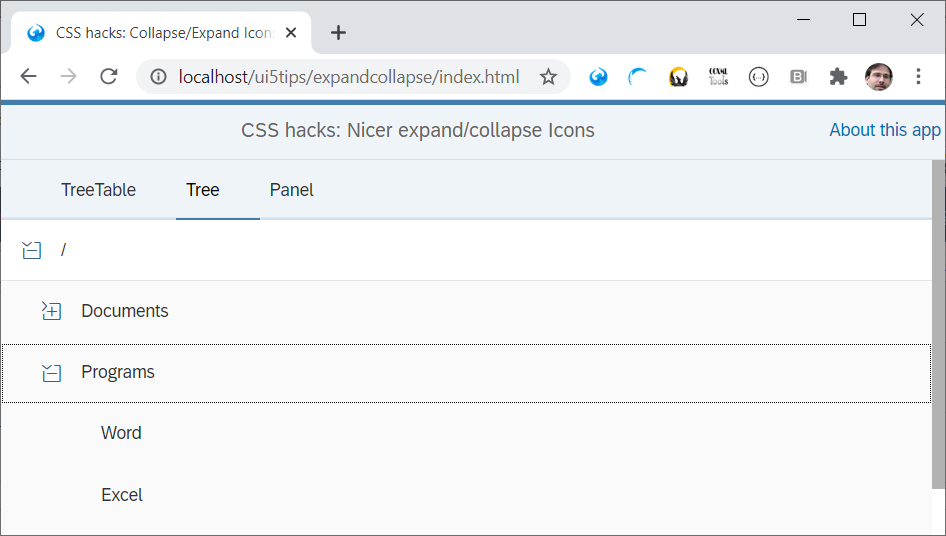 CSS hacks: Collapse/Expand Icon
localhost/ui5tips/expandcollapse/index.html
Tools
B!
CSS hacks: Nicer expand/collapse Icons
About this app
TreeTable Tree Panel
/
Documents
Programs
Word
Excel